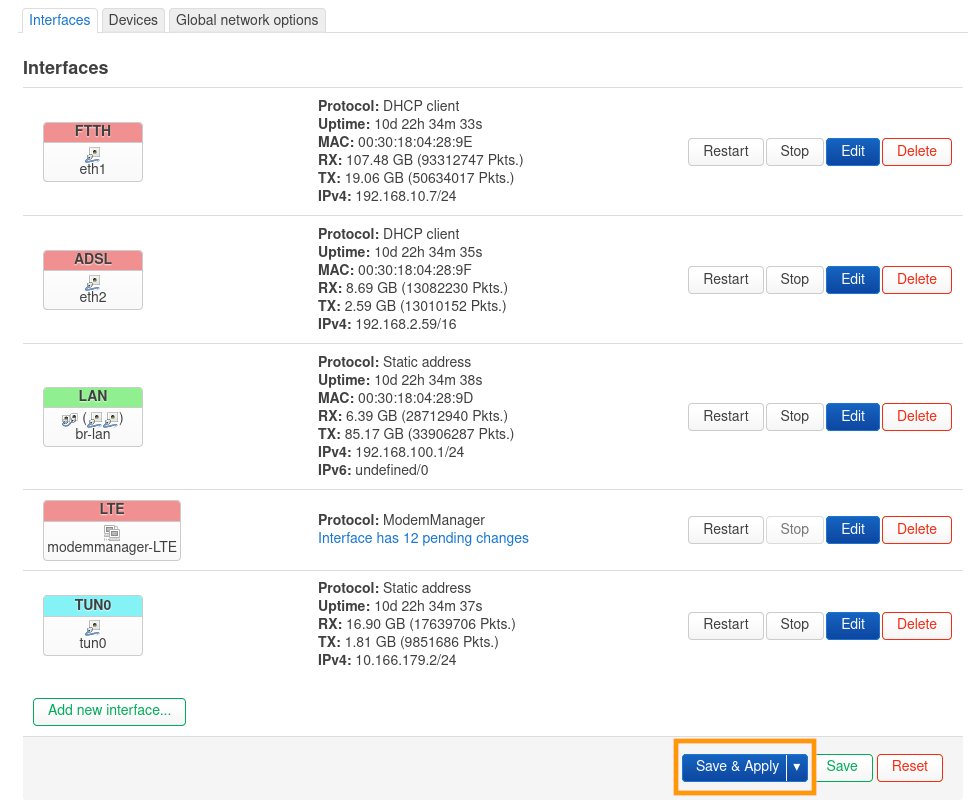 Interfaces Devices Global network options
Interfaces
FTTH
eth1
Protocol: DHCP client
Uptime: 10d 22h 34m 33s
MAC: 00:30:18:04:28:9E
RX: 107.48 GB (93312747 Pkts.)
TX: 19.06 GB (50634017 Pkts.)
IPv4: 192.168.10.7/24
Restart Stop Edit Delete
ADSL
eth2
Protocol: DHCP client
Uptime: 10d 22h 34m 35s
MAC: 00:30:18:04:28:9F
RX: 8.69 GB (13082230 Pkts.)
TX: 2.59 GB (13010152 Pkts.)
IPv4: 192.168.2.59/16
Restart Stop Edit Delete
LAN
( )
br-lan
Protocol: Static address
Uptime: 10d 22h 34m 38s
MAC: 00:30:18:04:28:9D
RX: 6.39 GB (28712940 Pkts.)
TX: 85.17 GB (33906287 Pkts.)
IPv4: 192.168.100.1/24
IPv6: undefined/0
Restart Stop Edit Delete
LTE
modemmanager-LTE
Protocol: ModemManager
Interface has 12 pending changes
Restart Stop Edit Delete
TUN0
tun0
Protocol: Static address
Uptime: 10d 22h 34m 37s
RX: 16.90 GB (17639706 Pkts.)
TX: 1.81 GB (9851686 Pkts.)
IPv4: 10.166.179.2/24
Restart Stop Edit Delete
Add new interface...
Save & Apply ▾ Save Reset